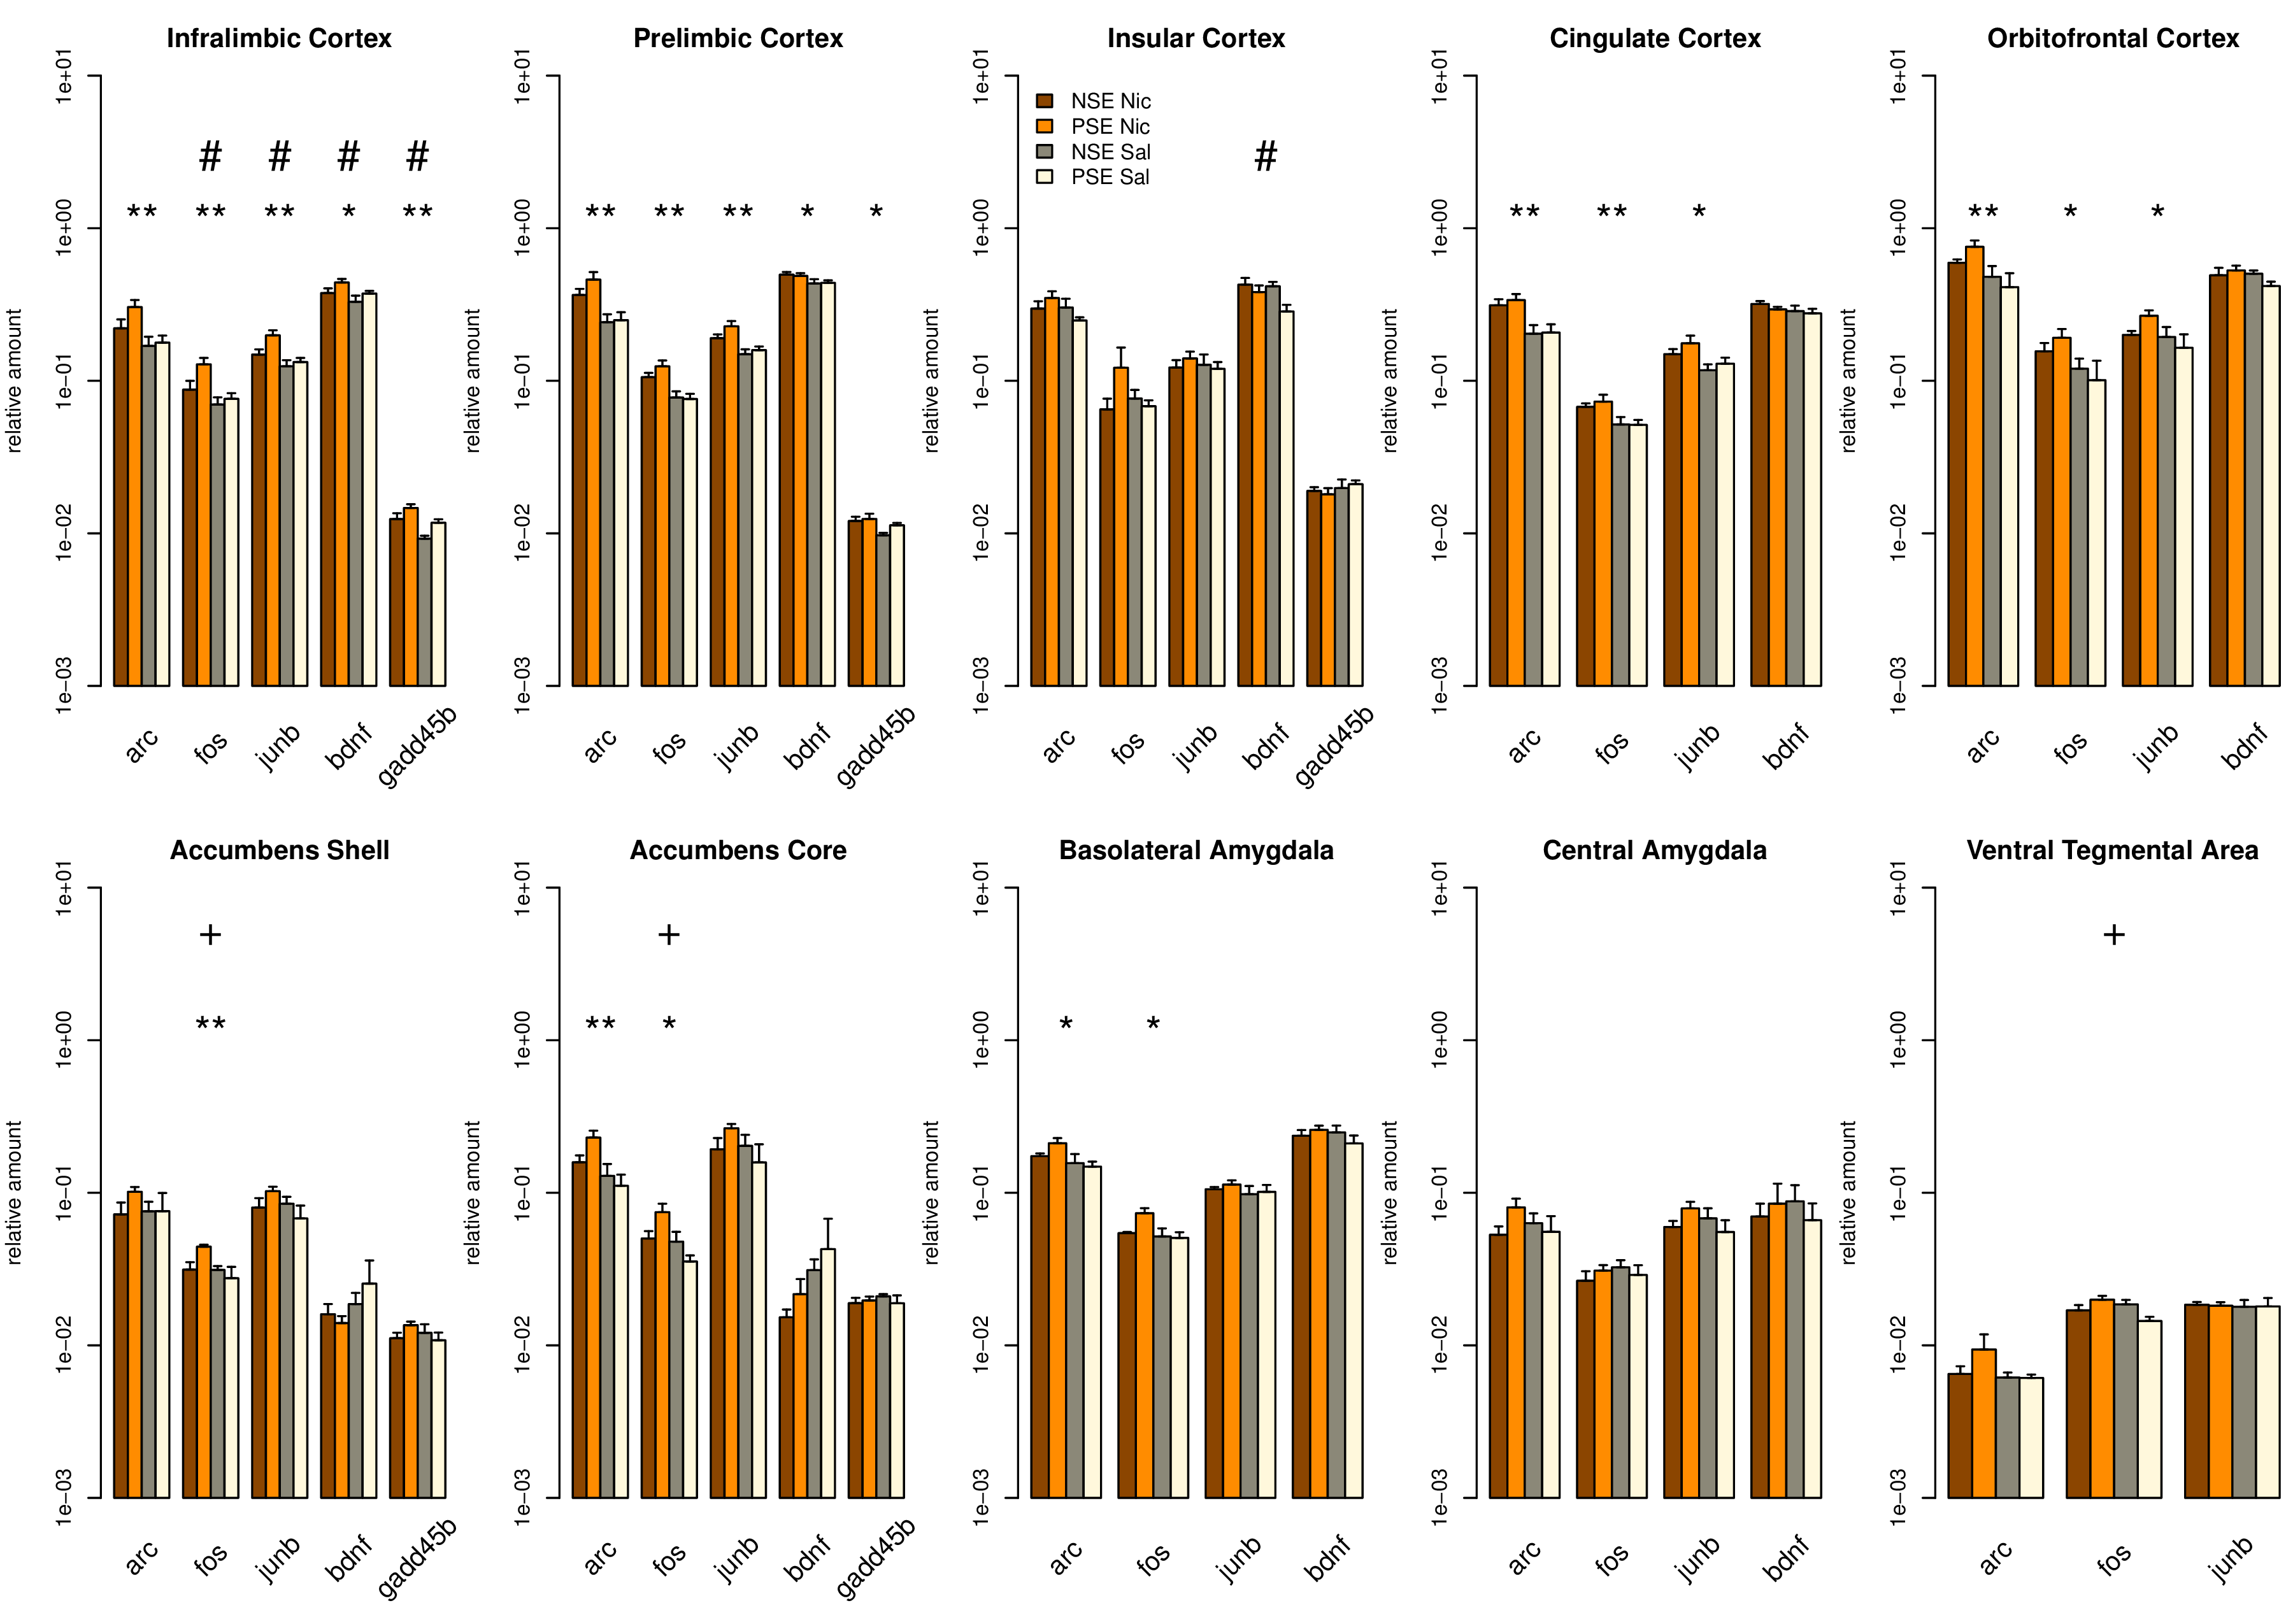 Infralimbic Cortex
relative amount
1e+01
1e+00
1e−01
1e−02
1e−03
# # # #
** ** ** * **
arc fos junb bdnf gadd45b
Prelimbic Cortex
relative amount
1e+01
1e+00
1e−01
1e−02
1e−03
** ** ** * *
arc fos junb bdnf gadd45b
Insular Cortex
relative amount
1e+01
1e+00
1e−01
1e−02
1e−03
NSE Nic
PSE Nic
NSE Sal
PSE Sal
#
arc fos junb bdnf gadd45b
Cingulate Cortex
relative amount
1e+01
1e+00
1e−01
1e−02
1e−03
** ** *
arc fos junb bdnf
Orbitofrontal Cortex
relative amount
1e+01
1e+00
1e−01
1e−02
1e−03
** * *
arc fos junb bdnf
Accumbens Shell
relative amount
1e+01
1e+00
1e−01
1e−02
1e−03
+
**
arc fos junb bdnf gadd45b
Accumbens Core
relative amount
1e+01
1e+00
1e−01
1e−02
1e−03
+
** *
arc fos junb bdnf gadd45b
Basolateral Amygdala
relative amount
1e+01
1e+00
1e−01
1e−02
1e−03
* *
arc fos junb bdnf
Central Amygdala
relative amount
1e+01
1e+00
1e−01
1e−02
1e−03
arc fos junb bdnf
Ventral Tegmental Area
relative amount
1e+01
1e+00
1e−01
1e−02
1e−03
+
arc fos junb